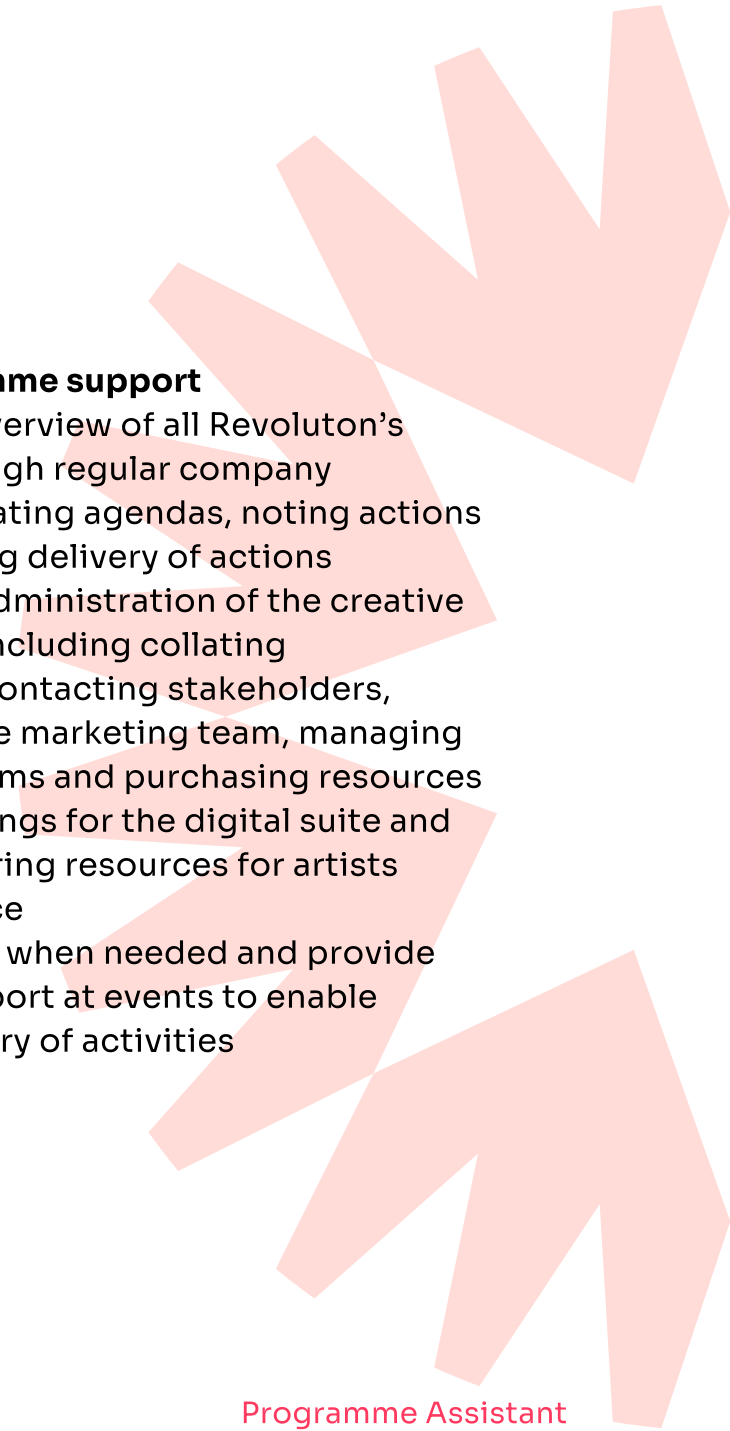 mme support
verview of all Revoluton’s
gh regular company
ating agendas, noting actions
g delivery of actions
dministration of the creative
ncluding collating
ontacting stakeholders,
e marketing team, managing
ms and purchasing resources
ngs for the digital suite and
ring resources for artists
ce
when needed and provide
port at events to enable
ry of activities
Programme Assistant